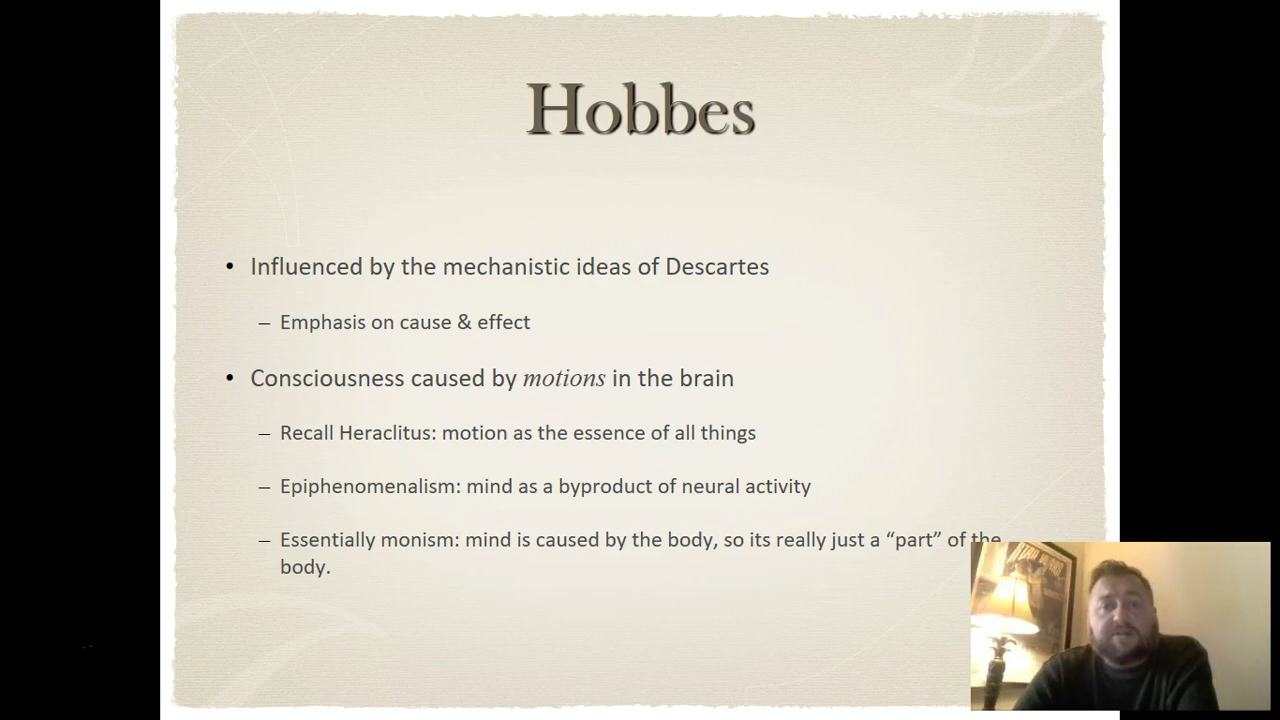 Hobbes
• Influenced by the mechanistic ideas of Descartes
– Emphasis on cause & effect
• Consciousness caused by motions in the brain
– Recall Heraclitus: motion as the essence of all things
– Epiphenomenalism: mind as a byproduct of neural activity
– Essentially monism: mind is caused by the body, so its really just a “part” of the
body.